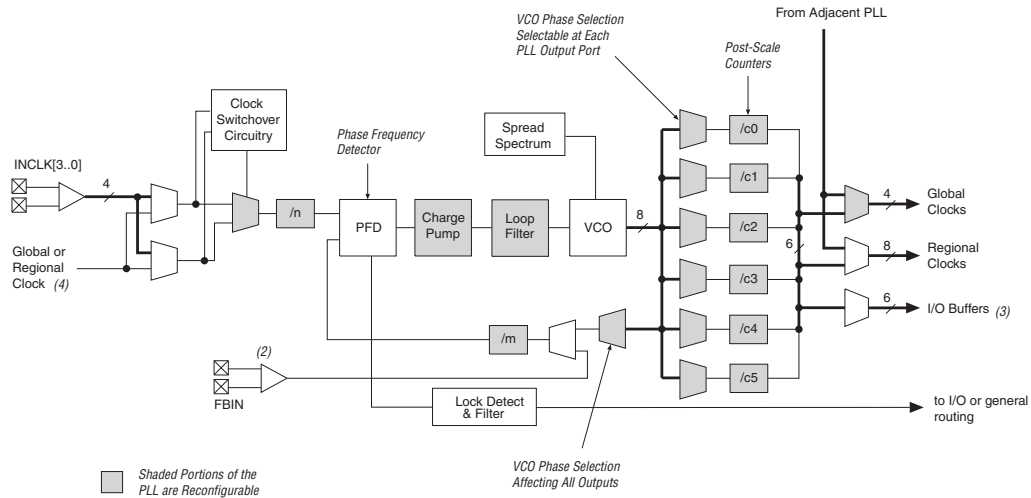 From Adjacent PLL
VCO Phase Selection
Selectable at Each
PLL Output Port
Post-Scale
Counters
Clock
Switchover
Circuitry
Phase Frequency
Detector
Spread
Spectrum
/c0
INCLK[3..0]
4
/c1
4
Global
Clocks
/n
PFD
Charge
Pump
Loop
Filter
VCO
8
/c2
6
8
Regional
Clocks
Global or
Regional
Clock (4)
/c3
6
I/O Buffers (3)
/m
/c4
(2)
/c5
FBIN
Lock Detect
& Filter
to I/O or general
routing
VCO Phase Selection
Affecting All Outputs
Shaded Portions of the
PLL are Reconfigurable